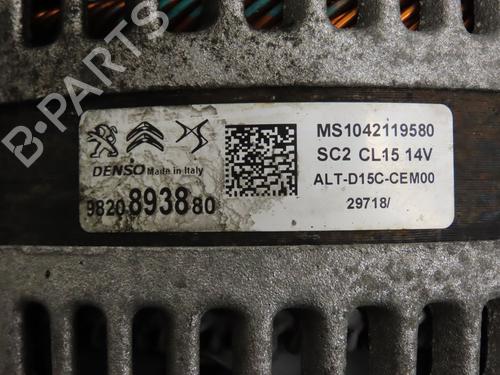 DENSO Made in Italy
9820893880
MS1042119580
SC2 CL15 14V
ALT-D15C-CEM00
29718/
B-PARTS